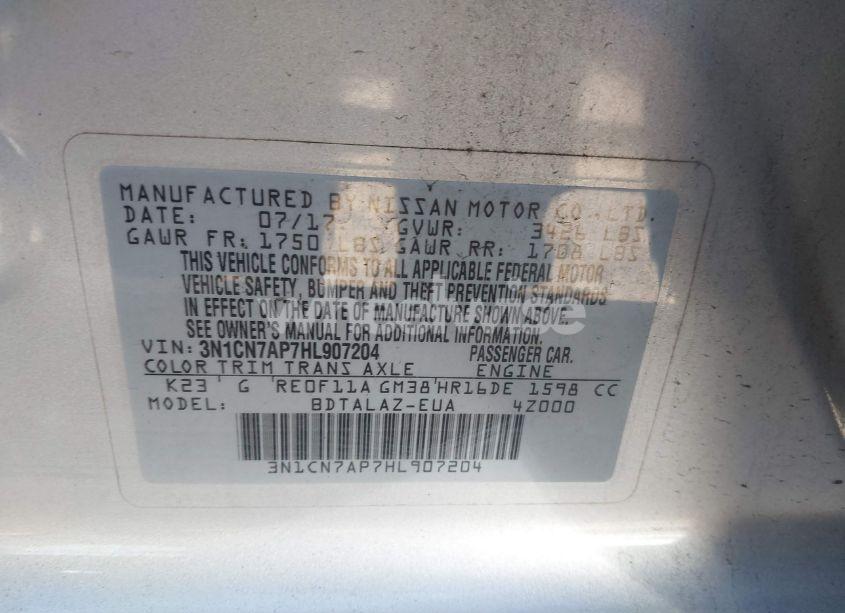 MANUFACTURED BY NISSAN MOTOR CO.,LTD.
DATE: 07/17 GVWR: 3426 LBS
GAWR FR: 1750 LBS GAWR RR: 1708 LBS
THIS VEHICLE CONFORMS TO ALL APPLICABLE FEDERAL MOTOR
VEHICLE SAFETY, BUMPER AND THEFT PREVENTION STANDARDS
IN EFFECT ON THE DATE OF MANUFACTURE SHOWN ABOVE.
SEE OWNER'S MANUAL FOR ADDITIONAL INFORMATION.
VIN: 3N1CN7AP7HL907204 PASSENGER CAR.
COLOR TRIM TRANS AXLE ENGINE
K23 G RE0F11A GM38 HR16DE 1598 CC
MODEL: BDTALAZ-EUA 4Z000
3N1CN7AP7HL907204